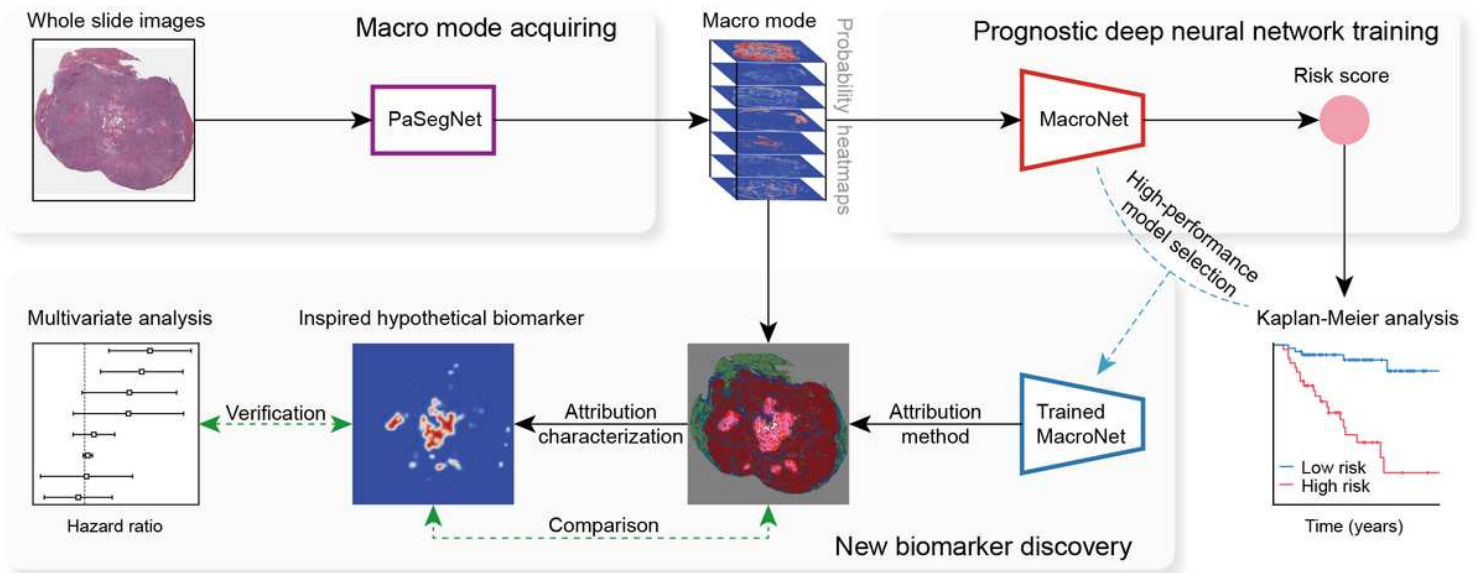 Whole slide images
Macro mode acquiring
PaSegNet
Macro mode
Probability heatmaps
Prognostic deep neural network training
MacroNet
Risk score
High-performance
model selection
Kaplan-Meier analysis
Low risk
High risk
Time (years)
Multivariate analysis
Hazard ratio
Verification
Inspired hypothetical biomarker
Attribution
characterization
Comparison
Attribution
method
Trained
MacroNet
New biomarker discovery